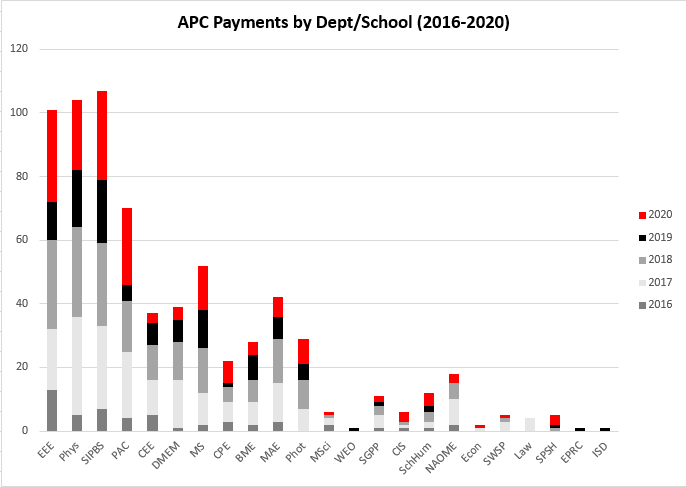 APC Payments by Dept/School (2016-2020)
120
100
80
60
40
20
0
2020
2019
2018
2017
2016
EEE
Phys
SIPBS
PAC
CEE
DMEM
MS
CPE
BME
MAE
Phot
MSci
WEO
SGPP
CIS
SchHum
NAOME
Econ
SWSP
Law
SPSH
EPRC
ISD